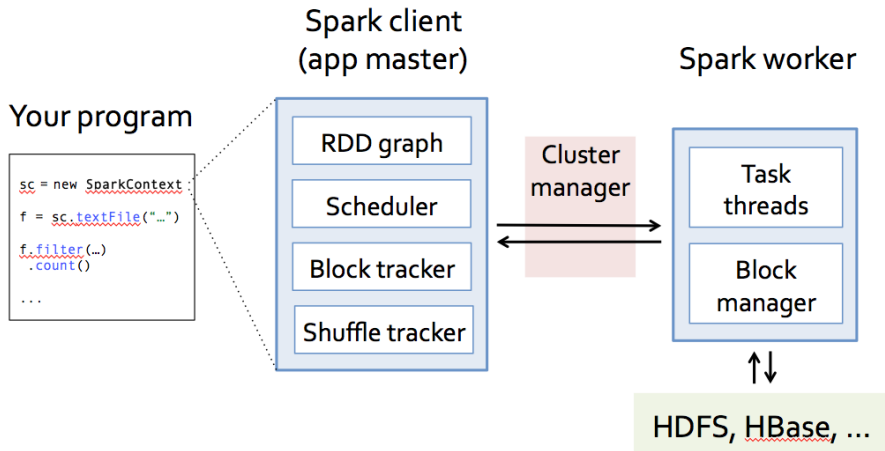 Your program
sc = new SparkContext
f = sc.textFile("…")
f.filter(…)
.count()
...
Spark client
(app master)
RDD graph
Scheduler
Block tracker
Shuffle tracker
Cluster
manager
Spark worker
Task
threads
Block
manager
HDFS, HBase, …